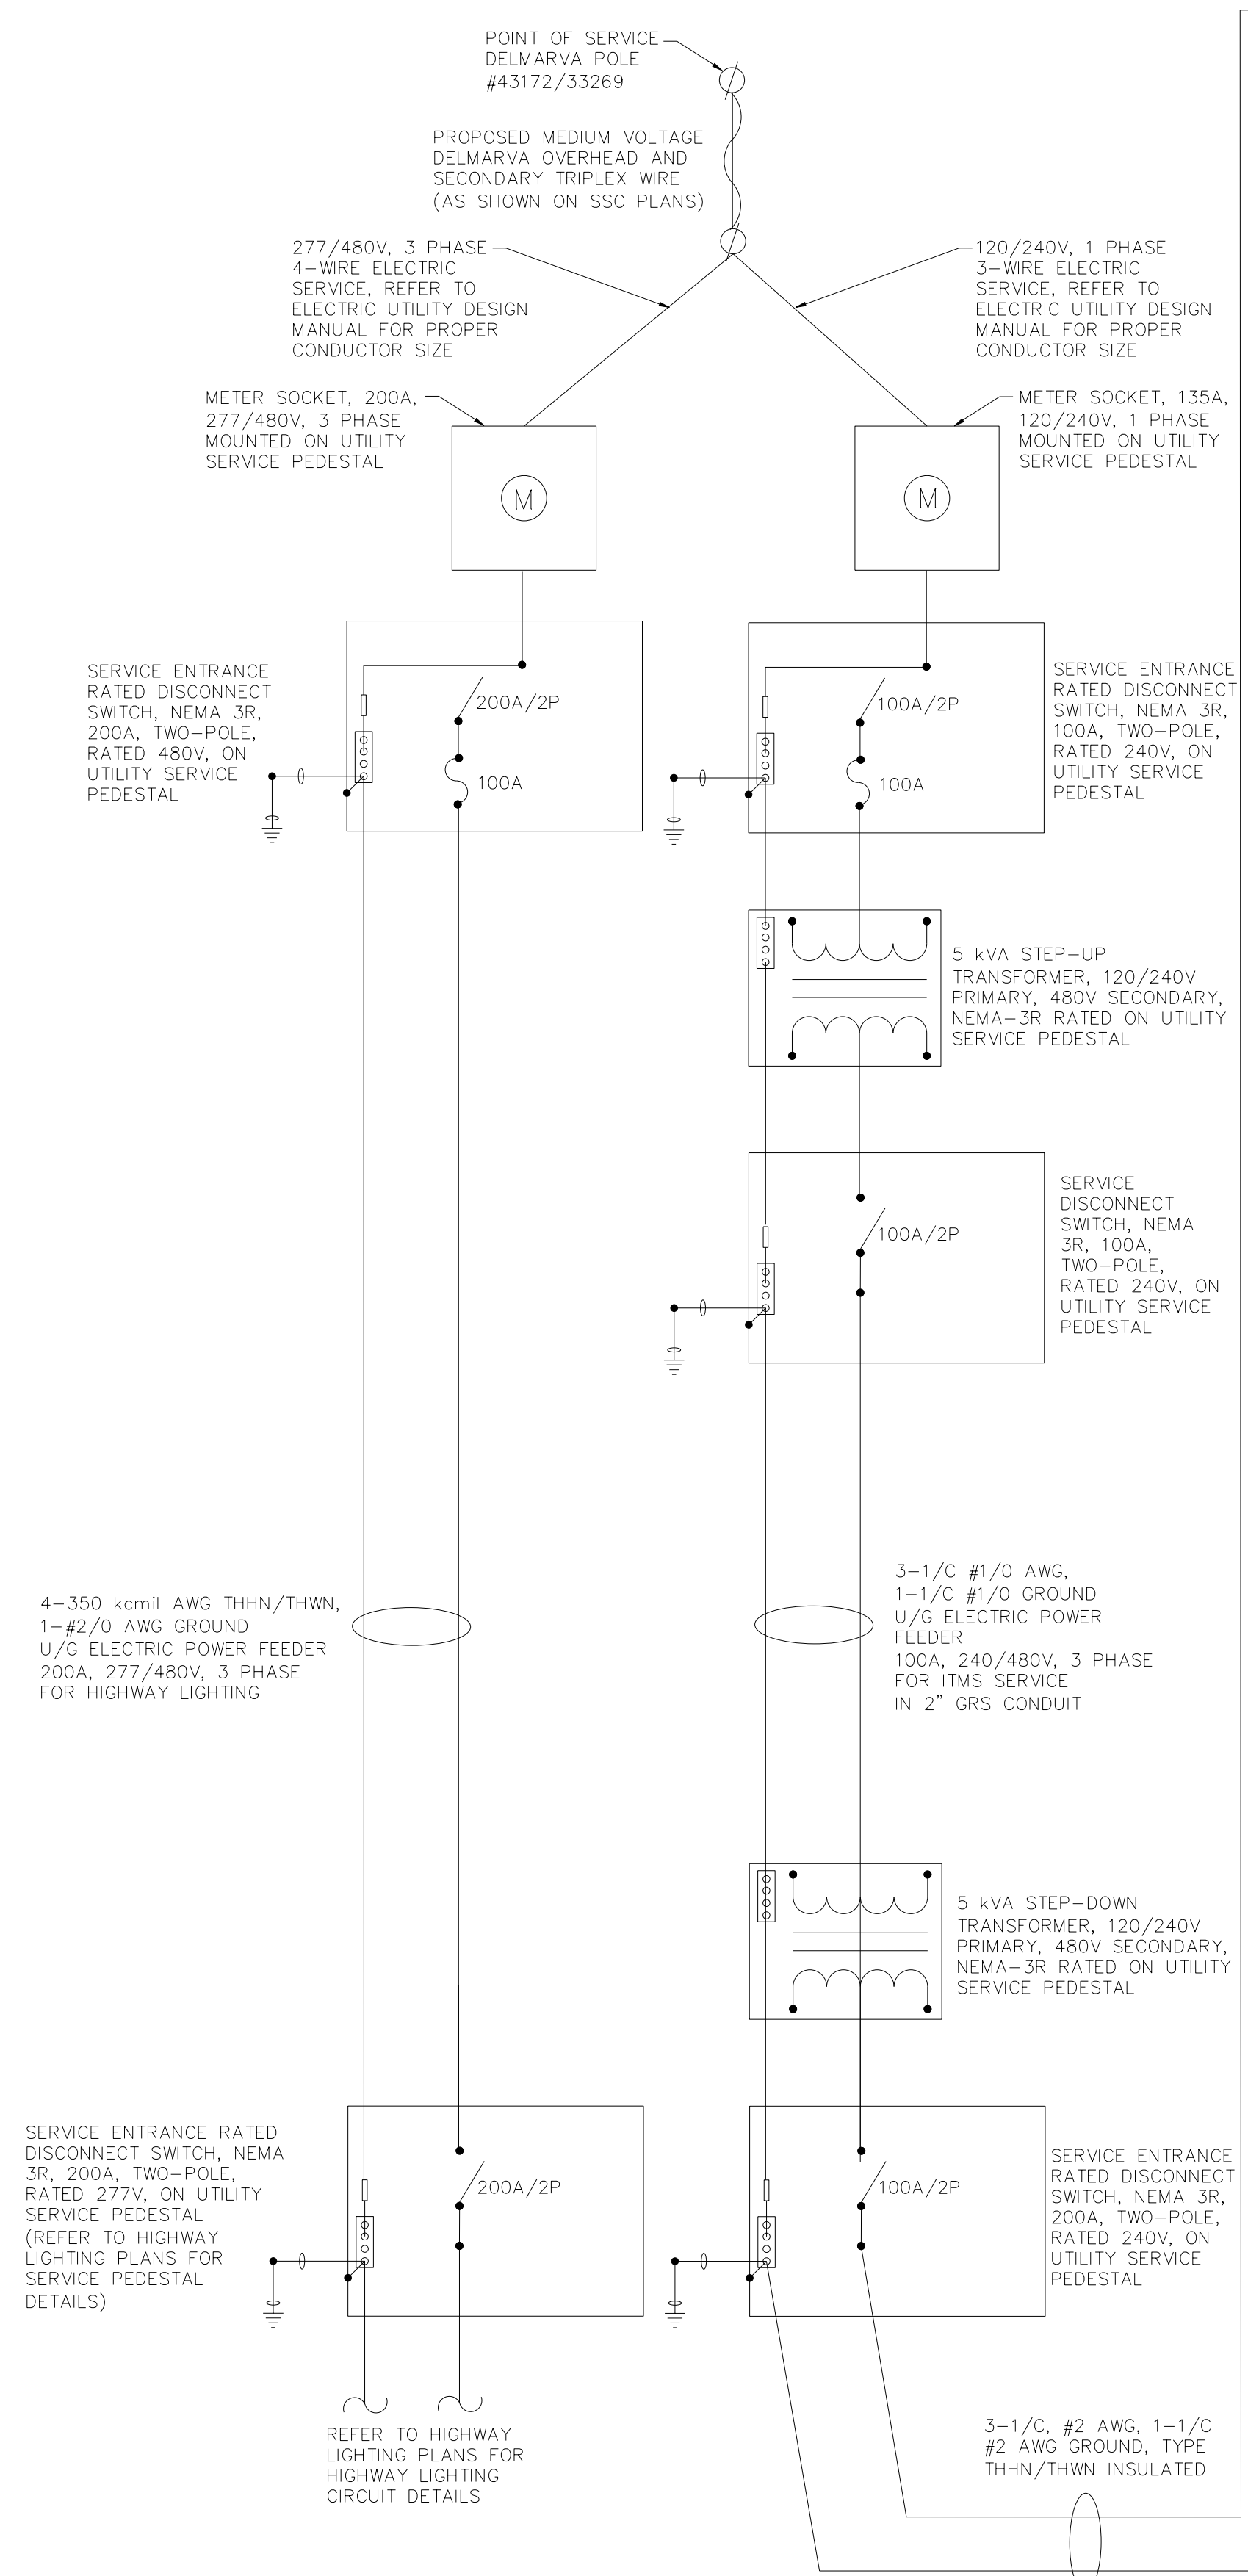 POINT OF SERVICE
DELMARVA POLE
#43172/33269
PROPOSED MEDIUM VOLTAGE
DELMARVA OVERHEAD AND
SECONDARY TRIPLEX WIRE
(AS SHOWN ON SSC PLANS)
277/480V, 3 PHASE
4-WIRE ELECTRIC
SERVICE, REFER TO
ELECTRIC UTILITY DESIGN
MANUAL FOR PROPER
CONDUCTOR SIZE
120/240V, 1 PHASE
3-WIRE ELECTRIC
SERVICE, REFER TO
ELECTRIC UTILITY DESIGN
MANUAL FOR PROPER
CONDUCTOR SIZE
METER SOCKET, 200A,
277/480V, 3 PHASE
MOUNTED ON UTILITY
SERVICE PEDESTAL
METER SOCKET, 135A,
120/240V, 1 PHASE
MOUNTED ON UTILITY
SERVICE PEDESTAL
M
M
SERVICE ENTRANCE
RATED DISCONNECT
SWITCH, NEMA 3R,
200A, TWO-POLE,
RATED 480V, ON
UTILITY SERVICE
PEDESTAL
200A/2P
100A
100A/2P
100A
SERVICE ENTRANCE
RATED DISCONNECT
SWITCH, NEMA 3R,
100A, TWO-POLE,
RATED 240V, ON
UTILITY SERVICE
PEDESTAL
5 kVA STEP-UP
TRANSFORMER, 120/240V
PRIMARY, 480V SECONDARY,
NEMA-3R RATED ON UTILITY
SERVICE PEDESTAL
100A/2P
SERVICE
DISCONNECT
SWITCH, NEMA
3R, 100A,
TWO-POLE,
RATED 240V, ON
UTILITY SERVICE
PEDESTAL
4-350 kcmil AWG THHN/THWN,
1-#2/0 AWG GROUND
U/G ELECTRIC POWER FEEDER
200A, 277/480V, 3 PHASE
FOR HIGHWAY LIGHTING
3-1/C #1/0 AWG,
1-1/C #1/0 GROUND
U/G ELECTRIC POWER
FEEDER
100A, 240/480V, 3 PHASE
FOR ITMS SERVICE
IN 2" GRS CONDUIT
5 kVA STEP-DOWN
TRANSFORMER, 120/240V
PRIMARY, 480V SECONDARY,
NEMA-3R RATED ON UTILITY
SERVICE PEDESTAL
SERVICE ENTRANCE RATED
DISCONNECT SWITCH, NEMA
3R, 200A, TWO-POLE,
RATED 277V, ON UTILITY
SERVICE PEDESTAL
(REFER TO HIGHWAY
LIGHTING PLANS FOR
SERVICE PEDESTAL
DETAILS)
200A/2P
100A/2P
SERVICE ENTRANCE
RATED DISCONNECT
SWITCH, NEMA 3R,
200A, TWO-POLE,
RATED 240V, ON
UTILITY SERVICE
PEDESTAL
REFER TO HIGHWAY
LIGHTING PLANS FOR
HIGHWAY LIGHTING
CIRCUIT DETAILS
3-1/C, #2 AWG, 1-1/C
#2 AWG GROUND, TYPE
THHN/THWN INSULATED